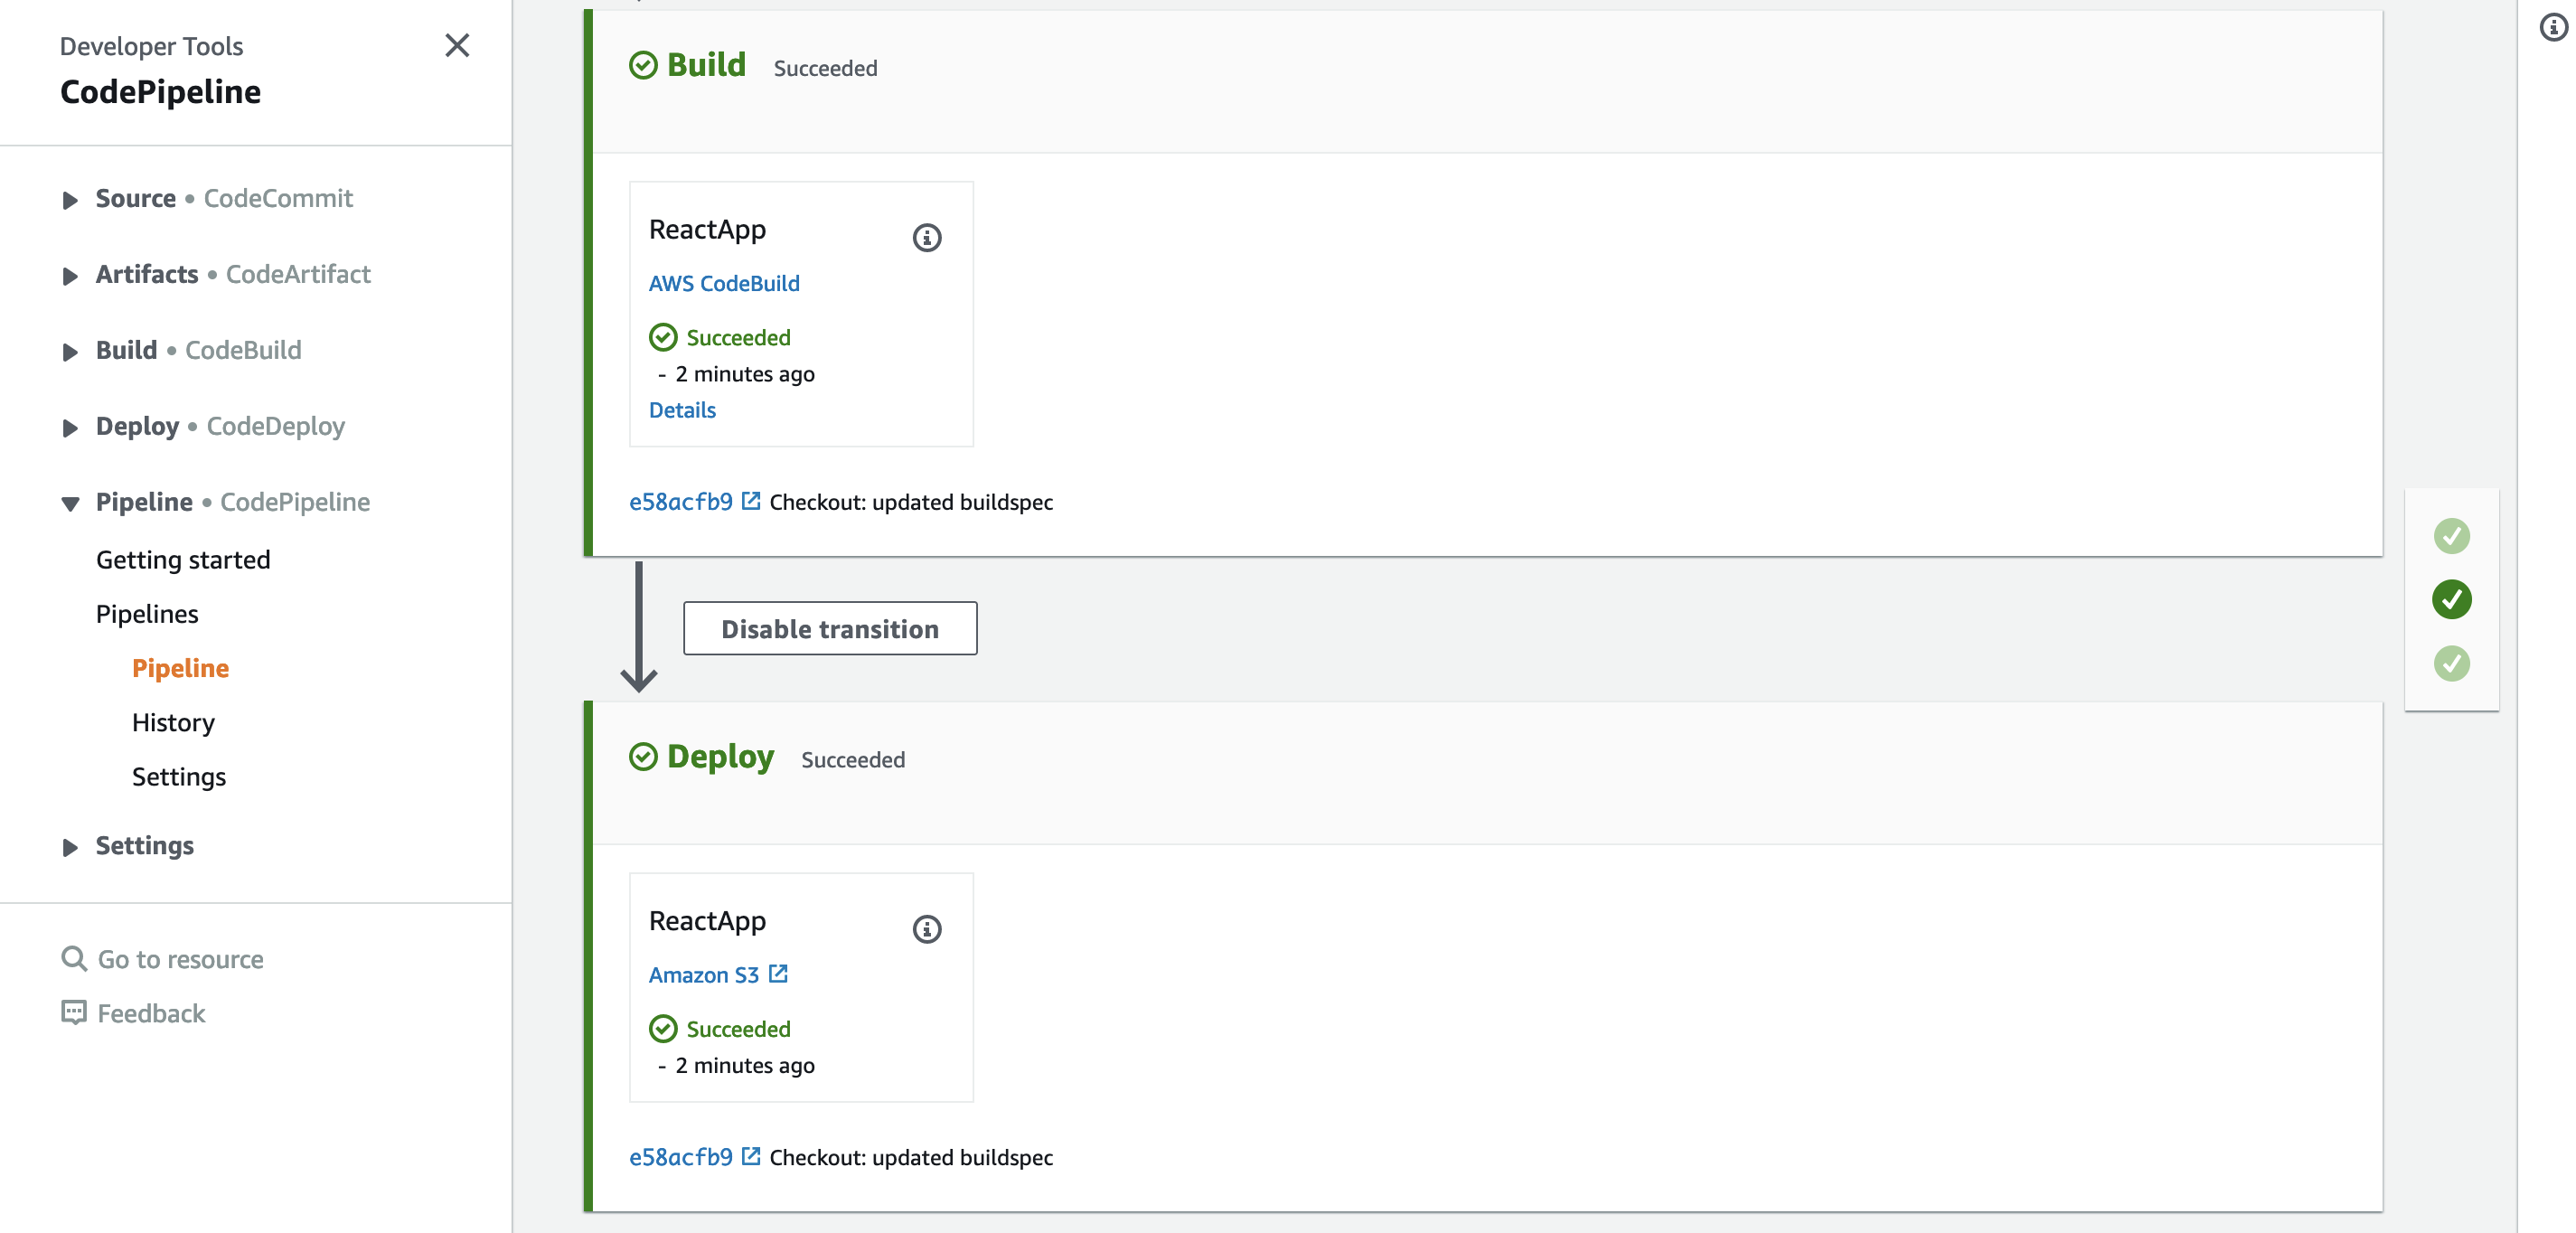 Developer Tools
CodePipeline
Source • CodeCommit
Artifacts • CodeArtifact
Build • CodeBuild
Deploy • CodeDeploy
Pipeline • CodePipeline
Getting started
Pipelines
Pipeline
History
Settings
Settings
Go to resource
Feedback
Build Succeeded
ReactApp
AWS CodeBuild
Succeeded
- 2 minutes ago
Details
e58acfb9 Checkout: updated buildspec
Disable transition
Deploy Succeeded
ReactApp
Amazon S3
Succeeded
- 2 minutes ago
e58acfb9 Checkout: updated buildspec